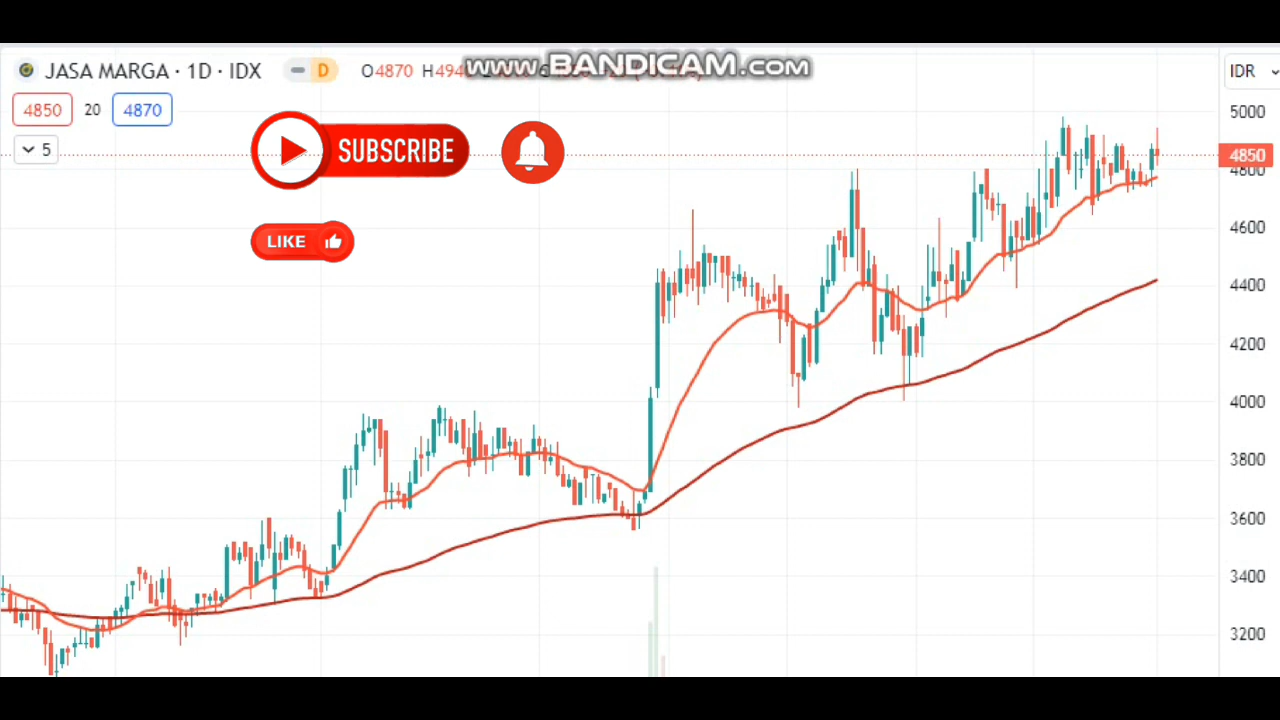 www.BANDICAM.com
JASA MARGA · 1D · IDX
D
O4870 H494
IDR
4850 20 4870
5
SUBSCRIBE
LIKE
5000
4850
4800
4600
4400
4200
4000
3800
3600
3400
3200